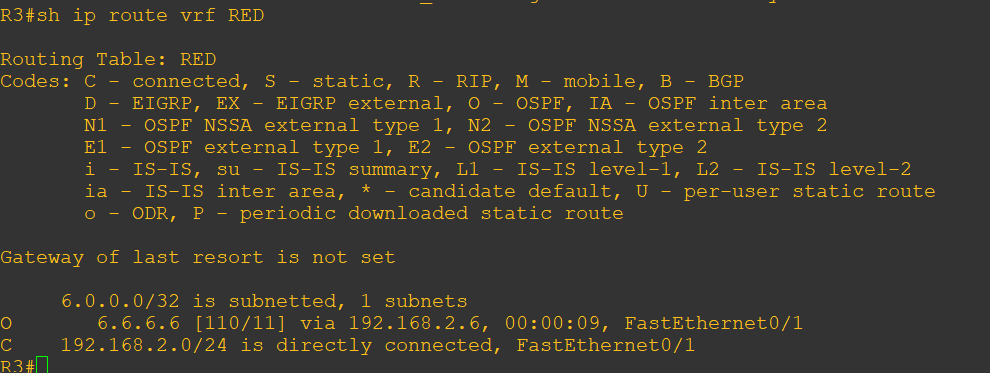 R3#sh ip route vrf RED
Routing Table: RED
Codes: C - connected, S - static, R - RIP, M - mobile, B - BGP
       D - EIGRP, EX - EIGRP external, O - OSPF, IA - OSPF inter area
       N1 - OSPF NSSA external type 1, N2 - OSPF NSSA external type 2
       E1 - OSPF external type 1, E2 - OSPF external type 2
       i - IS-IS, su - IS-IS summary, L1 - IS-IS level-1, L2 - IS-IS level-2
       ia - IS-IS inter area, * - candidate default, U - per-user static route
       o - ODR, P - periodic downloaded static route
Gateway of last resort is not set
     6.0.0.0/32 is subnetted, 1 subnets
O       6.6.6.6 [110/11] via 192.168.2.6, 00:00:09, FastEthernet0/1
C    192.168.2.0/24 is directly connected, FastEthernet0/1
R3#